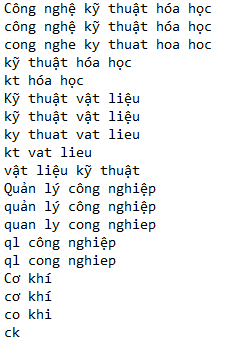 Công nghệ kỹ thuật hóa học
công nghệ kỹ thuật hóa học
cong nghe ky thuat hoa hoc
kỹ thuật hóa học
kt hóa học
Kỹ thuật vật liệu
kỹ thuật vật liệu
ky thuat vat lieu
kt vat lieu
vật liệu kỹ thuật
Quản lý công nghiệp
quản lý công nghiệp
quan ly cong nghiep
ql công nghiệp
ql cong nghiep
Cơ khí
cơ khí
co khi
ck